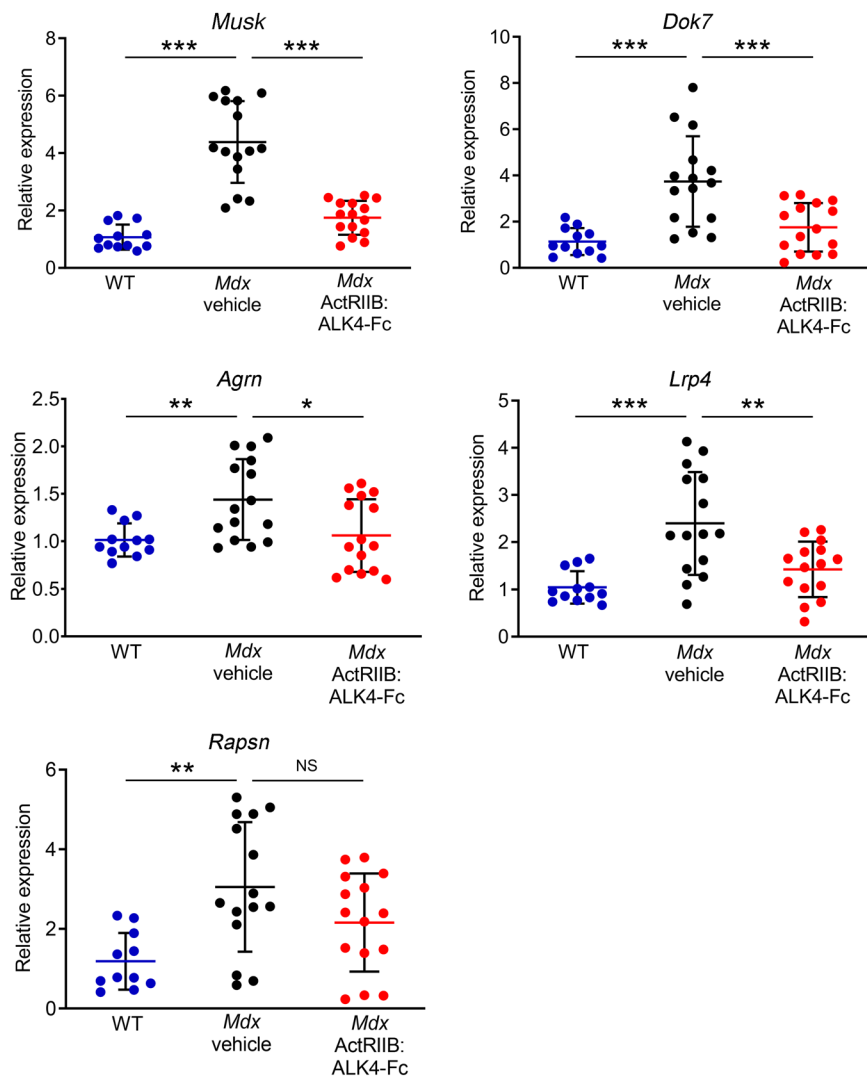 Musk
*** ***
Relative expression
8
6
4
2
0
WT
Mdx
vehicle
Mdx
ActRIIB:
ALK4-Fc
Dok7
*** ***
Relative expression
10
8
6
4
2
0
WT
Mdx
vehicle
Mdx
ActRIIB:
ALK4-Fc
Agrn
** *
Relative expression
2.5
2.0
1.5
1.0
0.5
0.0
WT
Mdx
vehicle
Mdx
ActRIIB:
ALK4-Fc
Lrp4
*** **
Relative expression
5
4
3
2
1
0
WT
Mdx
vehicle
Mdx
ActRIIB:
ALK4-Fc
Rapsn
** NS
Relative expression
6
4
2
0
WT
Mdx
vehicle
Mdx
ActRIIB:
ALK4-Fc